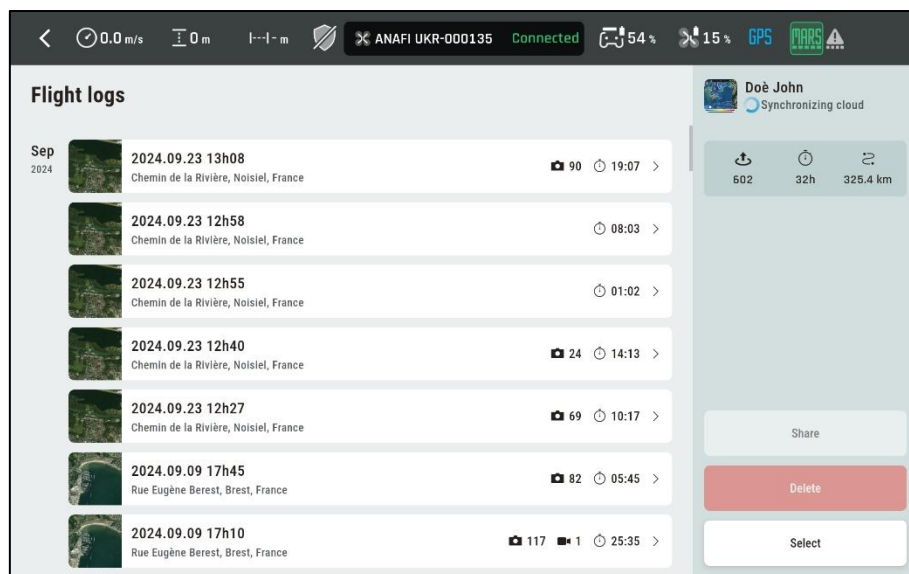 0.0 m/s 0 m - m ANAFI UKR-000135 Connected 54 % 15 % GPS MARS
Flight logs
Doè John
Synchronizing cloud
602 32h 325.4 km
Sep
2024
2024.09.23 13h08
Chemin de la Rivière, Noisiel, France
90 19:07
2024.09.23 12h58
Chemin de la Rivière, Noisiel, France
08:03
2024.09.23 12h55
Chemin de la Rivière, Noisiel, France
01:02
2024.09.23 12h40
Chemin de la Rivière, Noisiel, France
24 14:13
2024.09.23 12h27
Chemin de la Rivière, Noisiel, France
69 10:17
2024.09.09 17h45
Rue Eugène Berest, Brest, France
82 05:45
2024.09.09 17h10
Rue Eugène Berest, Brest, France
117 1 25:35
Share
Delete
Select